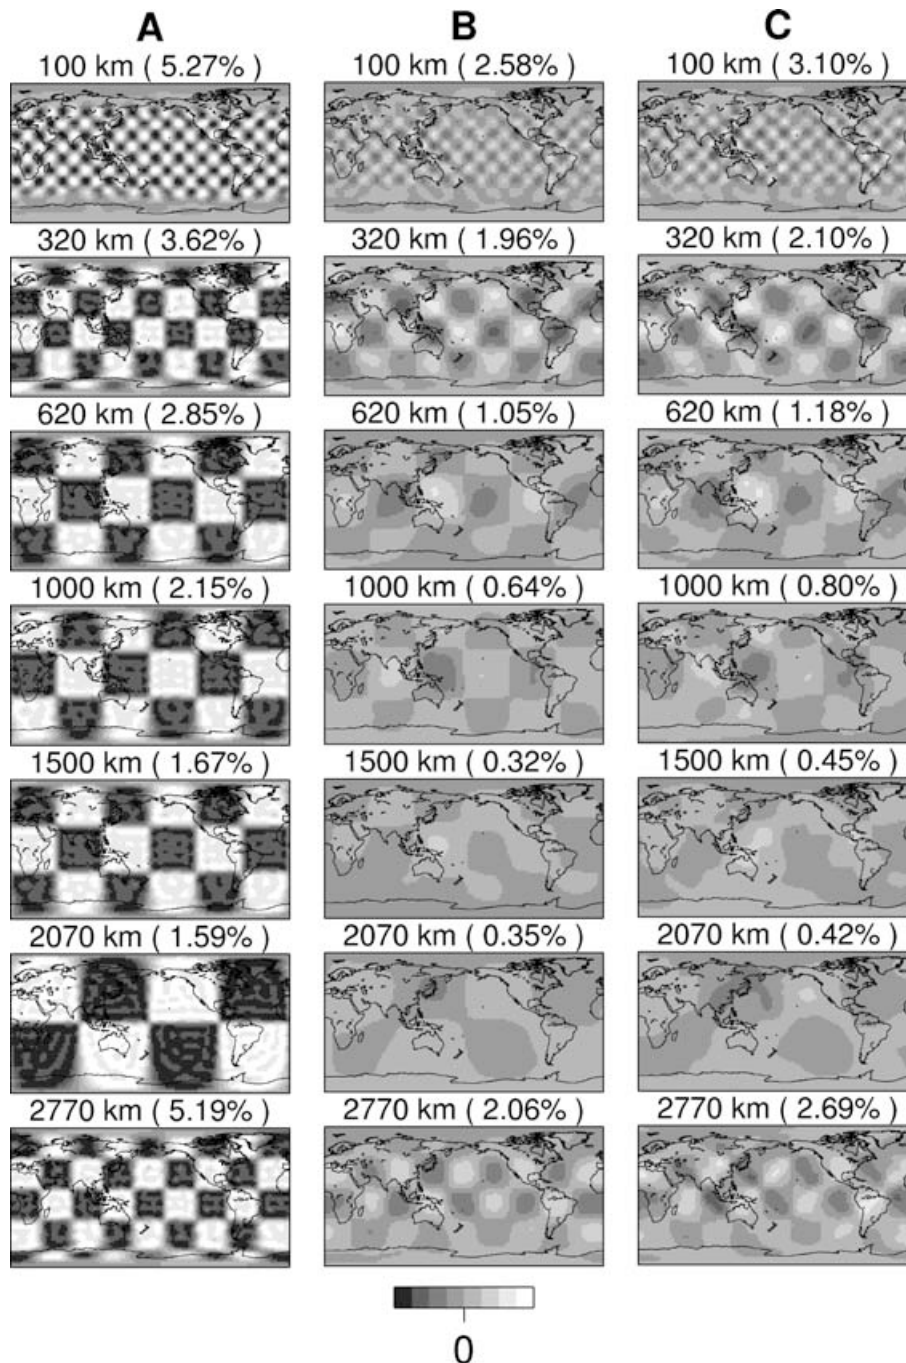 A B C
100 km ( 5.27% ) 100 km ( 2.58% ) 100 km ( 3.10% )
320 km ( 3.62% ) 320 km ( 1.96% ) 320 km ( 2.10% )
620 km ( 2.85% ) 620 km ( 1.05% ) 620 km ( 1.18% )
1000 km ( 2.15% ) 1000 km ( 0.64% ) 1000 km ( 0.80% )
1500 km ( 1.67% ) 1500 km ( 0.32% ) 1500 km ( 0.45% )
2070 km ( 1.59% ) 2070 km ( 0.35% ) 2070 km ( 0.42% )
2770 km ( 5.19% ) 2770 km ( 2.06% ) 2770 km ( 2.69% )
0